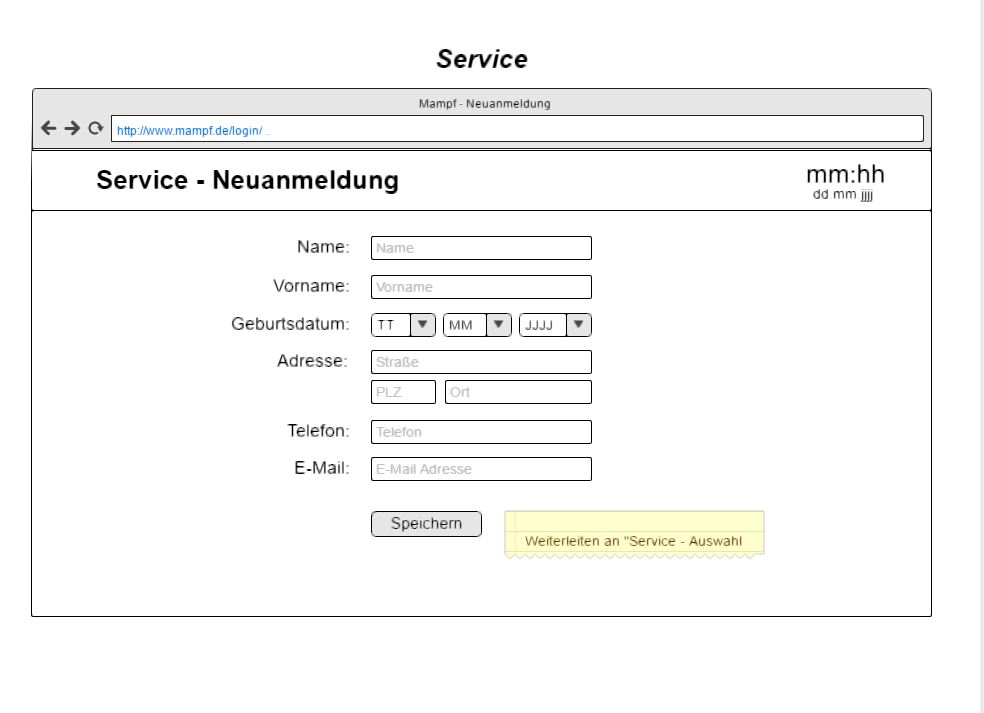 Service
Mampf - Neuanmeldung
http://www.mampf.de/login/ ..
Service - Neuanmeldung
mm:hh
dd mm jjjj
Name: Name
Vorname: Vorname
Geburtsdatum: TT MM JJJJ
Adresse: Straße
PLZ Ort
Telefon: Telefon
E-Mail: E-Mail Adresse
Speichern
Weiterleiten an "Service - Auswahl